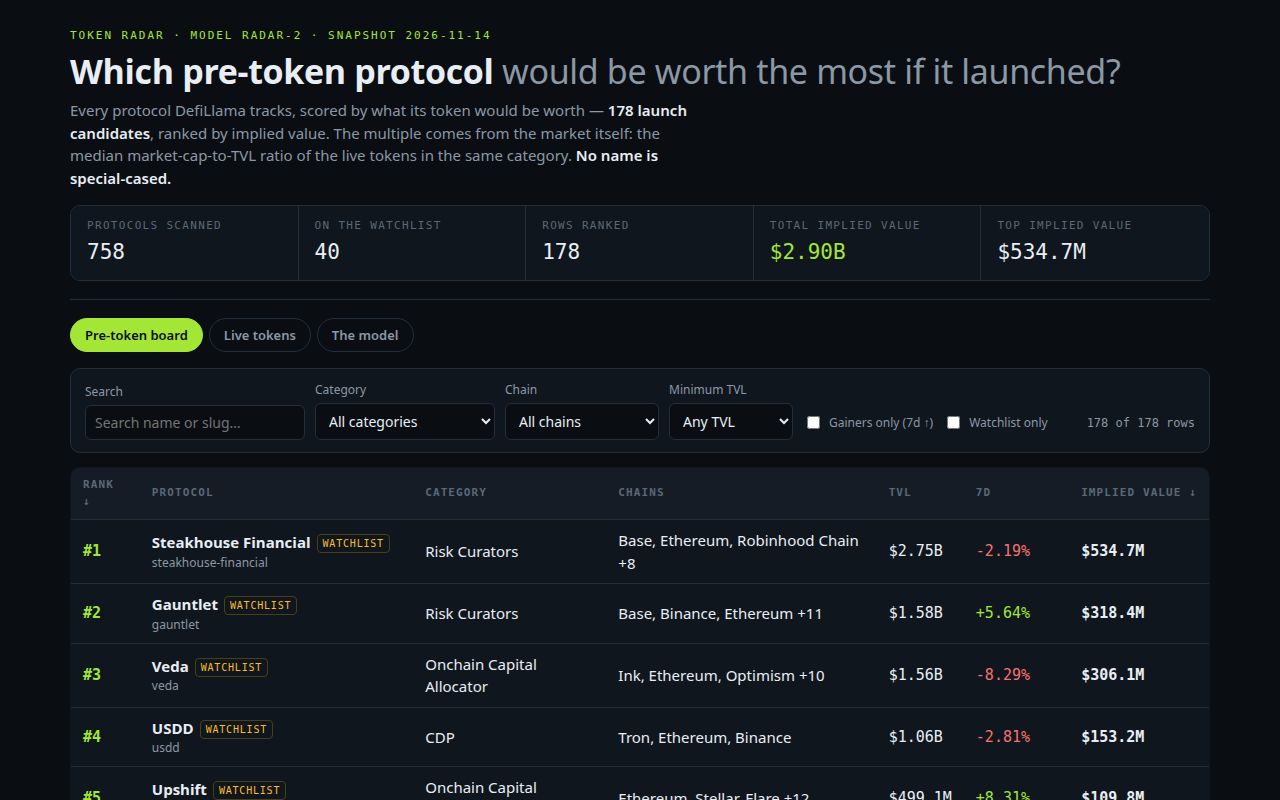 TOKEN RADAR · MODEL RADAR-2 · SNAPSHOT 2026-11-14
Which pre-token protocol would be worth the most if it launched?
Every protocol DefiLlama tracks, scored by what its token would be worth — 178 launch
candidates, ranked by implied value. The multiple comes from the market itself: the
median market-cap-to-TVL ratio of the live tokens in the same category. No name is
special-cased.
PROTOCOLS SCANNED
758
ON THE WATCHLIST
40
ROWS RANKED
178
TOTAL IMPLIED VALUE
$2.90B
TOP IMPLIED VALUE
$534.7M
Pre-token board
Live tokens
The model
Search
Search name or slug...
Category
All categories
Chain
All chains
Minimum TVL
Any TVL
Gainers only (7d ↑)
Watchlist only
178 of 178 rows
RANK ↓
PROTOCOL
CATEGORY
CHAINS
TVL
7D
IMPLIED VALUE ↓
#1
Steakhouse Financial WATCHLIST
steakhouse-financial
Risk Curators
Base, Ethereum, Robinhood Chain
+8
$2.75B
-2.19%
$534.7M
#2
Gauntlet WATCHLIST
gauntlet
Risk Curators
Base, Binance, Ethereum +11
$1.58B
+5.64%
$318.4M
#3
Veda WATCHLIST
veda
Onchain Capital
Allocator
Ink, Ethereum, Optimism +10
$1.56B
-8.29%
$306.1M
#4
USDD WATCHLIST
usdd
CDP
Tron, Ethereum, Binance
$1.06B
-2.81%
$153.2M
#5
Upshift WATCHLIST
Onchain Capital
Ethereum, Stellar, Flare +12
$499.1M
+8.31%
$109.8M